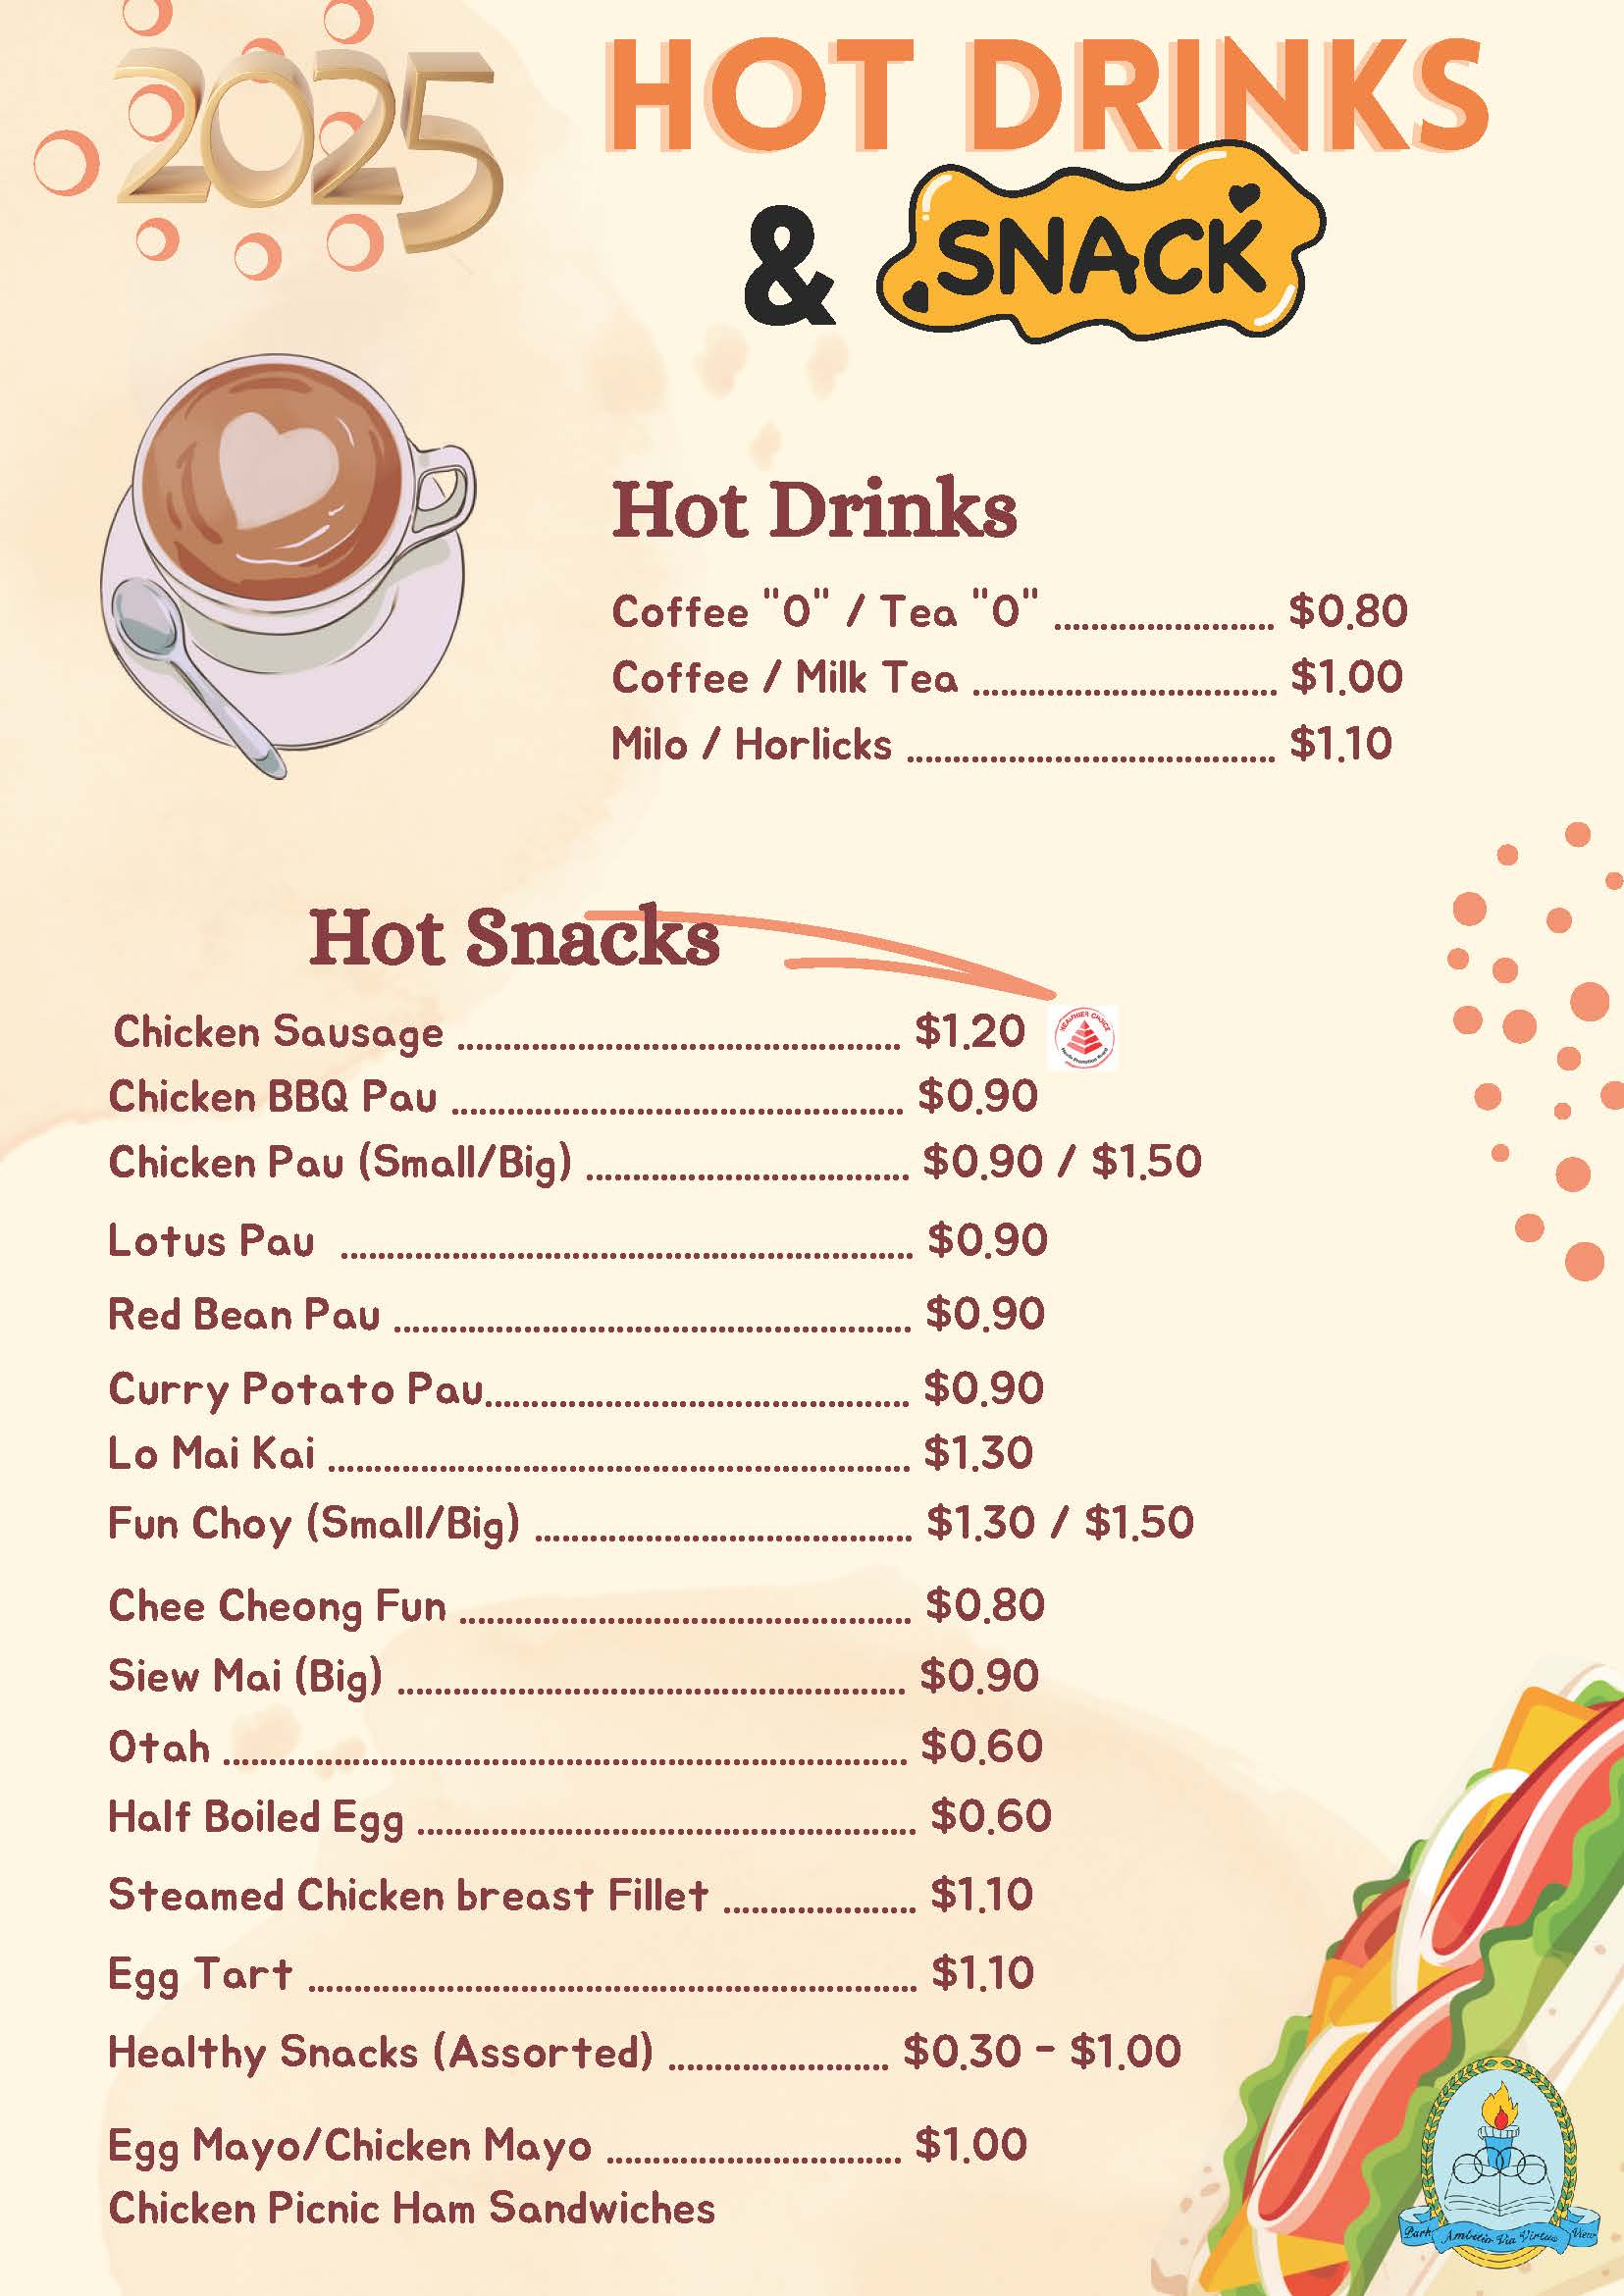 2025
HOT DRINKS
& SNACK
Hot Drinks
Coffee "O" / Tea "O" ........................ $0.80
Coffee / Milk Tea ................................. $1.00
Milo / Horlicks ........................................ $1.10
Hot Snacks
Chicken Sausage ................................................ $1.20
HEALTHIER CHOICE
Health Promotion Board
Chicken BBQ Pau ................................................. $0.90
Chicken Pau (Small/Big) ................................... $0.90 / $1.50
Lotus Pau .............................................................. $0.90
Red Bean Pau ........................................................ $0.90
Curry Potato Pau.............................................. $0.90
Lo Mai Kai ............................................................... $1.30
Fun Choy (Small/Big) ......................................... $1.30 / $1.50
Chee Cheong Fun ................................................. $0.80
Siew Mai (Big) ....................................................... $0.90
Otah .......................................................................... $0.60
Half Boiled Egg ...................................................... $0.60
Steamed Chicken breast Fillet ..................... $1.10
Egg Tart .................................................................. $1.10
Healthy Snacks (Assorted) ........................ $0.30 - $1.00
Egg Mayo/Chicken Mayo ................................ $1.00
Chicken Picnic Ham Sandwiches
Park Ambitio Via Virtus View